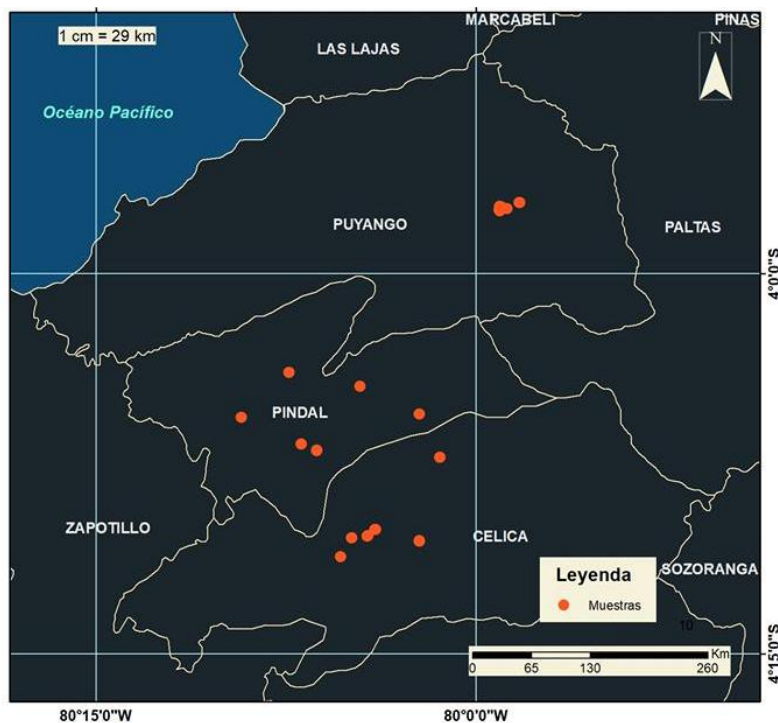 MARCABELI
PINAS
1 cm = 29 km
LAS LAJAS
N
Océano Pacífico
PUYANGO
PALTAS
4°0'0"S
PINDAL
ZAPOTILLO
CELICA
SOZORANGA
Leyenda
Muestras
10
Km
0 65 130 260
4°15'0"S
80°15'0"W 80°0'0"W